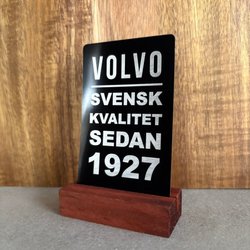 VOLVO
SVENSK
KVALITET
SEDAN
1927